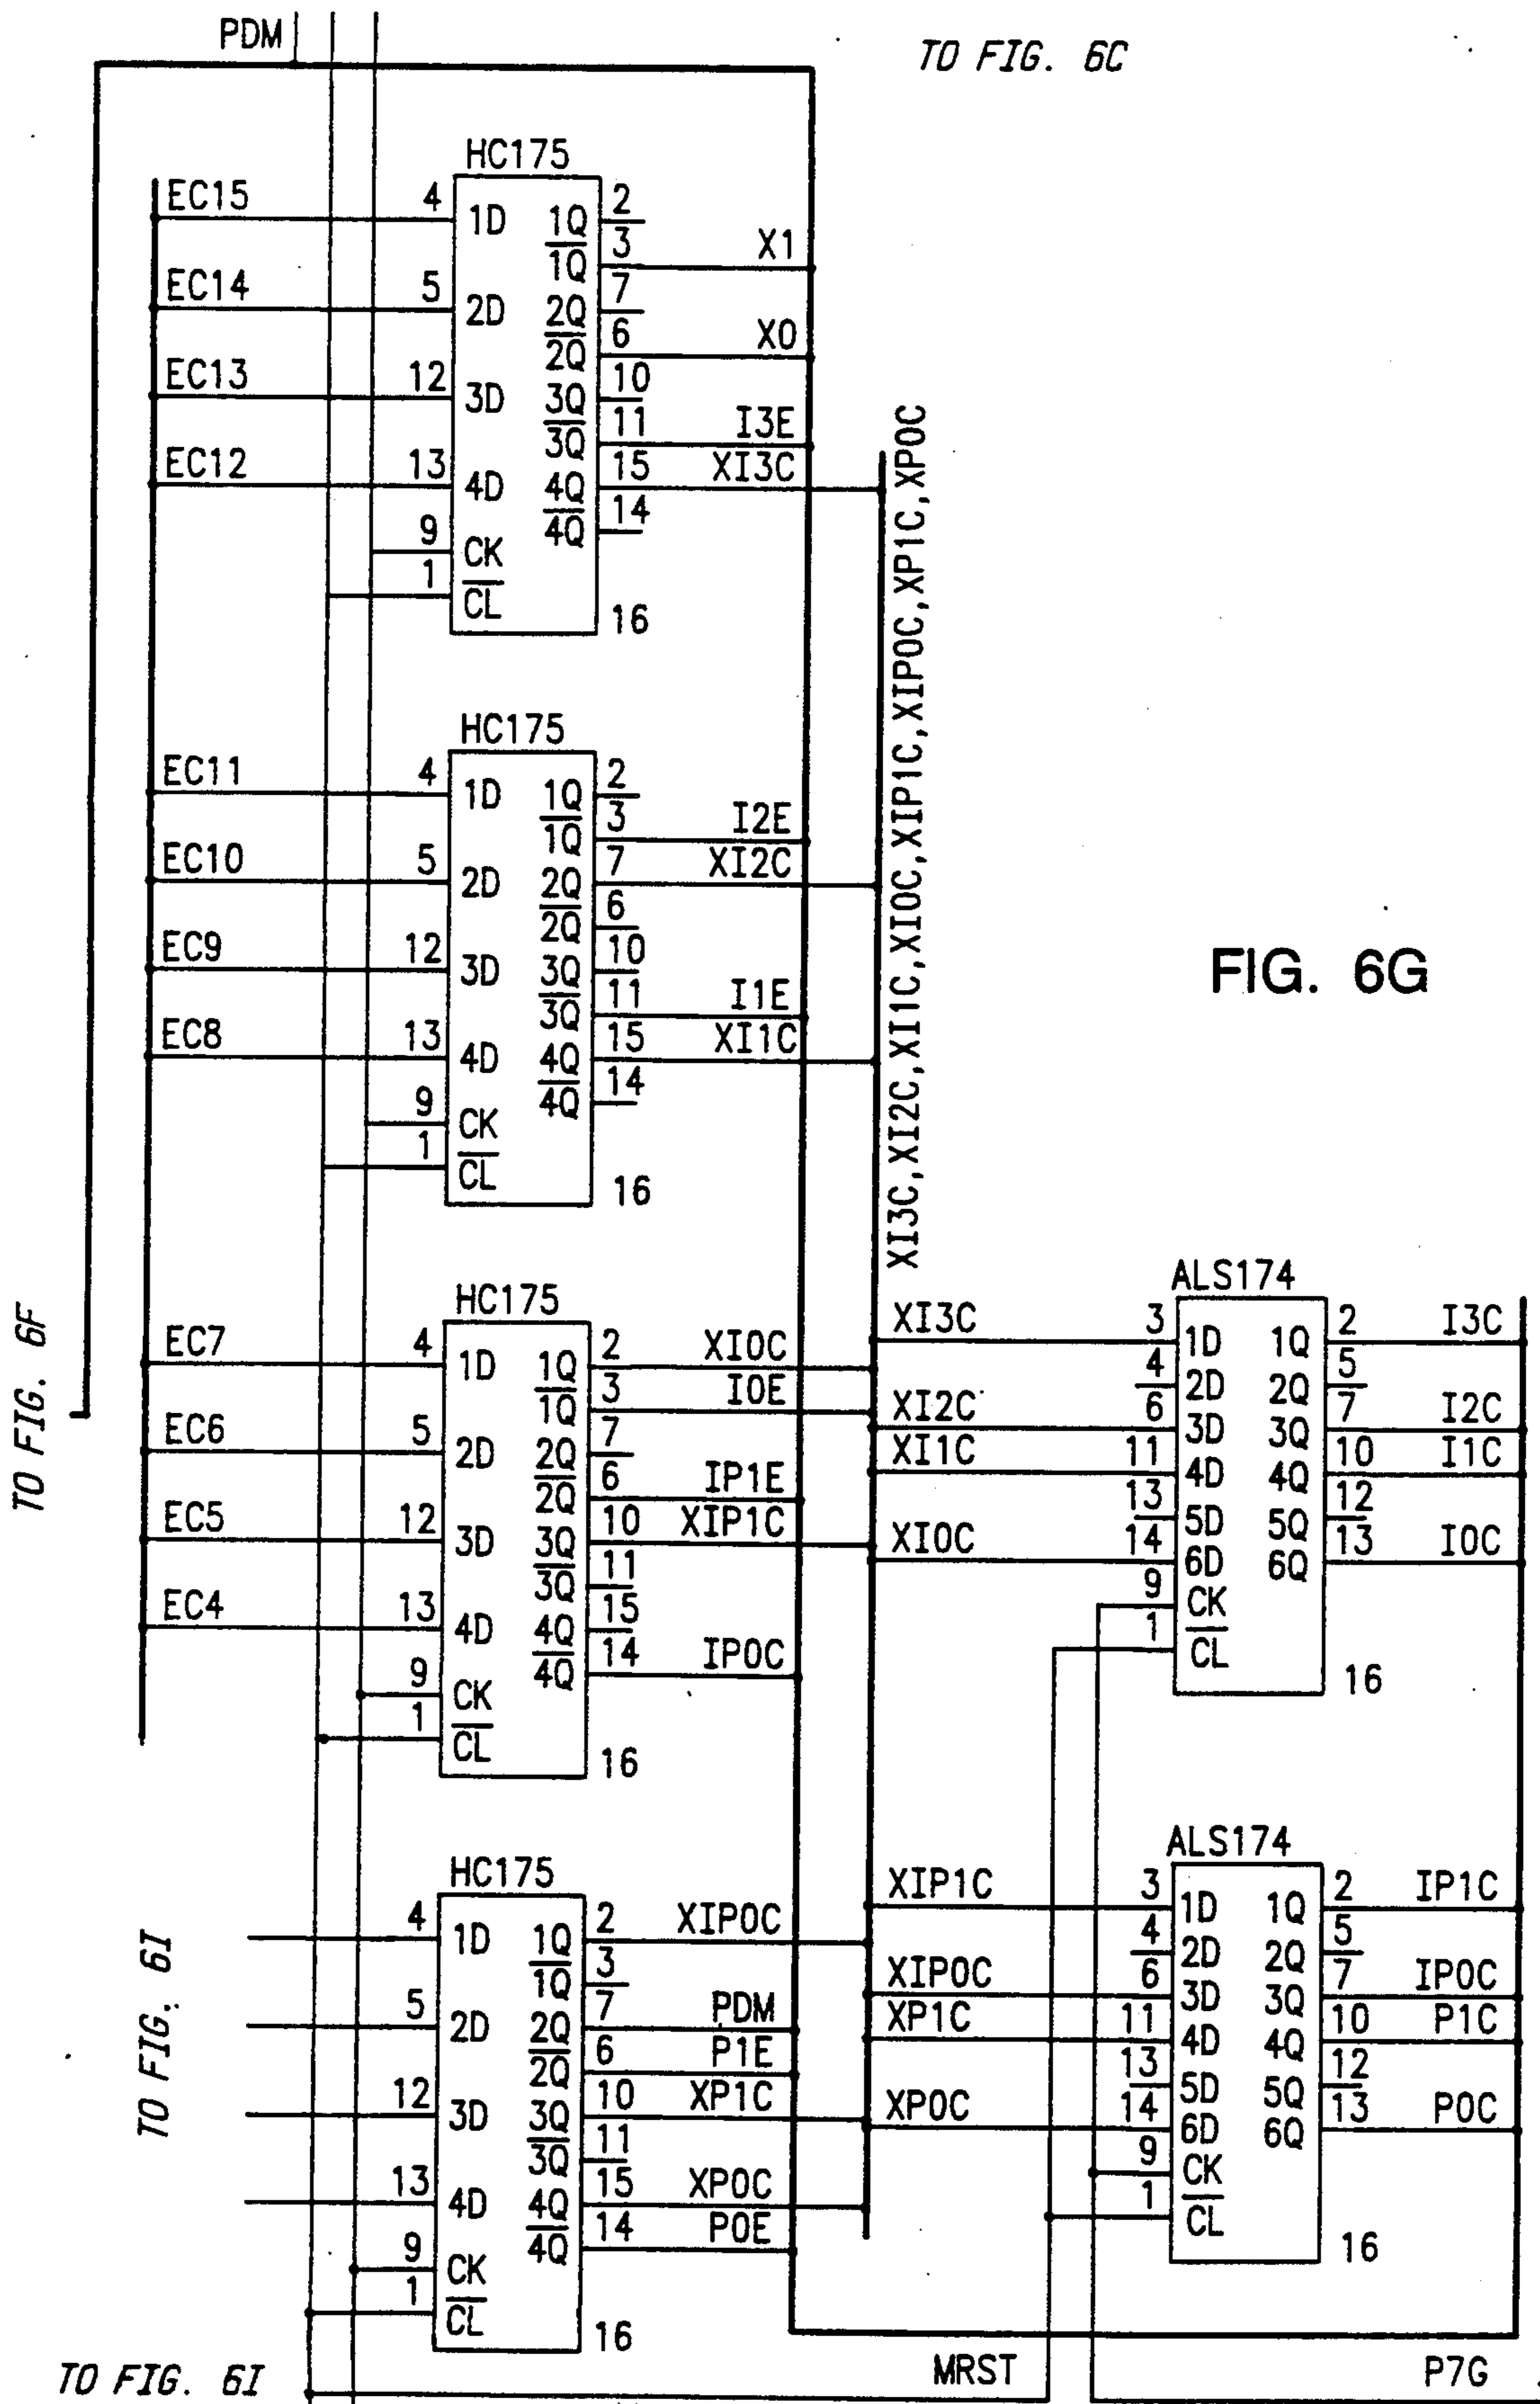 PDM
TO FIG. 6C
HC175
EC15 4 1D 1Q 2
1Q 3 X1
EC14 5 2D 2Q 7
2Q 6 X0
EC13 12 3D 3Q 10
3Q 11 I3E
EC12 13 4D 4Q 15 XI3C
4Q 14
9 CK
1 CL
16
XI3C,XI2C,XI1C,XI0C,XIP1C,XIP0C,XP1C,XP0C
HC175
EC11 4 1D 1Q 2
1Q 3 I2E
EC10 5 2D 2Q 7 XI2C
2Q 6
EC9 12 3D 3Q 10
3Q 11 I1E
EC8 13 4D 4Q 15 XI1C
4Q 14
9 CK
1 CL
16
FIG. 6G
TO FIG. 6F
HC175
EC7 4 1D 1Q 2 XI0C
1Q 3 I0E
EC6 5 2D 2Q 7
2Q 6 IP1E
EC5 12 3D 3Q 10 XIP1C
3Q 11
EC4 13 4D 4Q 15
4Q 14 IP0C
9 CK
1 CL
16
ALS174
XI3C 3 1D 1Q 2 I3C
4 2D 2Q 5
XI2C 6 3D 3Q 7 I2C
XI1C 11 4D 4Q 10 I1C
13 5D 5Q 12
XI0C 14 6D 6Q 13 I0C
9 CK
1 CL
16
TO FIG. 6I
HC175
4 1D 1Q 2 XIP0C
1Q 3
5 2D 2Q 7 PDM
2Q 6 P1E
12 3D 3Q 10 XP1C
3Q 11
13 4D 4Q 15 XP0C
4Q 14 P0E
9 CK
1 CL
16
ALS174
XIP1C 3 1D 1Q 2 IP1C
4 2D 2Q 5
XIP0C 6 3D 3Q 7 IP0C
XP1C 11 4D 4Q 10 P1C
13 5D 5Q 12
XP0C 14 6D 6Q 13 P0C
9 CK
1 CL
16
TO FIG. 6I
MRST
P7G